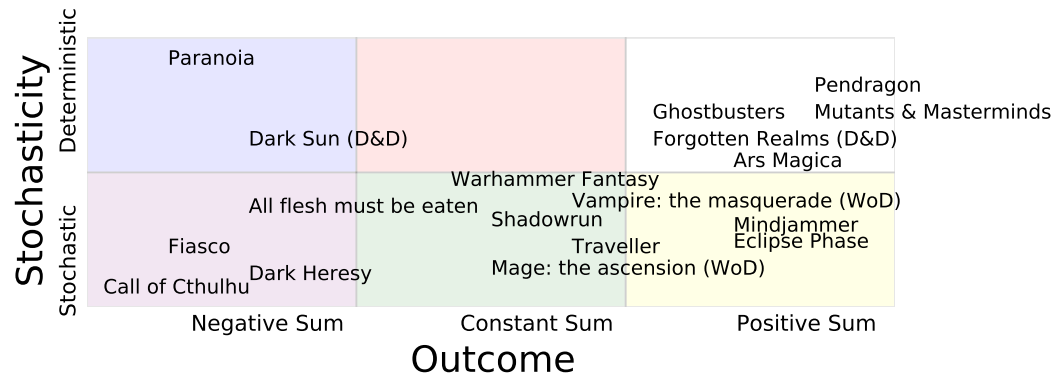 Stochasticity
Deterministic
Stochastic
Paranoia
Pendragon
Ghostbusters
Mutants & Masterminds
Dark Sun (D&D)
Forgotten Realms (D&D)
Ars Magica
Warhammer Fantasy
Vampire: the masquerade (WoD)
All flesh must be eaten
Shadowrun
Mindjammer
Eclipse Phase
Fiasco
Traveller
Mage: the ascension (WoD)
Dark Heresy
Call of Cthulhu
Negative Sum
Constant Sum
Positive Sum
Outcome